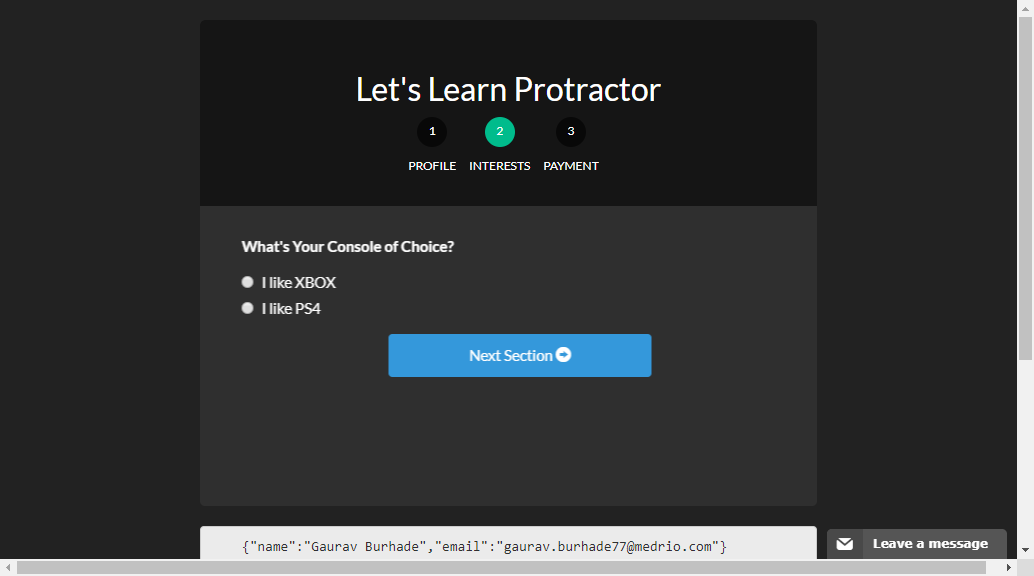 Let's Learn Protractor
1 2 3
PROFILE INTERESTS PAYMENT
What's Your Console of Choice?
I like XBOX
I like PS4
Next Section
{"name":"Gaurav Burhade","email":"gaurav.burhade77@medrio.com"}
Leave a message